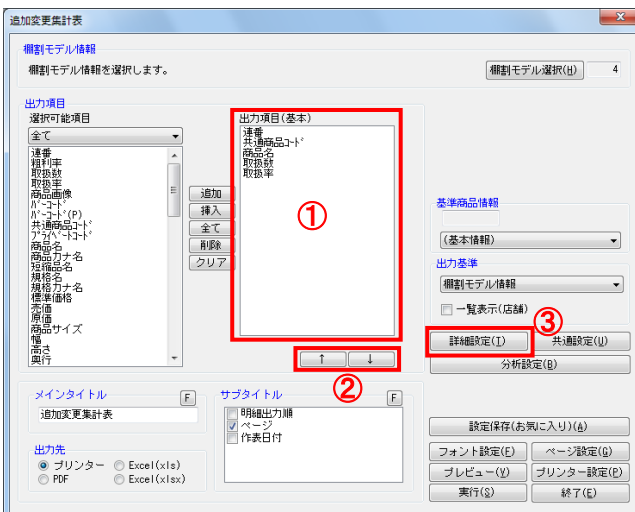 追加変更集計表
棚割モデル情報
棚割モデル情報を選択します。
棚割モデル選択(H)
4
出力項目
選択可能項目
全て
連番
粗利率
取扱数
取扱率
商品画像
バーコード
バーコード(P)
共通商品コード
プライベートコード
商品名
商品カナ名
短縮品名
規格名
規格カナ名
標準価格
売価
原価
商品サイズ
幅
高さ
奥行
追加
挿入
全て
削除
クリア
出力項目(基本)
連番
共通商品コード
商品名
取扱数
取扱率
①
↑
↓
②
基準商品情報
(基本情報)
出力基準
棚割モデル情報
一覧表示(店舗)
③
詳細設定(I)
共通設定(U)
分析設定(B)
メインタイトル
F
追加変更集計表
出力先
プリンター
Excel(xls)
PDF
Excel(xlsx)
サブタイトル
F
明細出力順
ページ
作表日付
設定保存(お気に入り)(A)
フォント設定(F)
ページ設定(G)
プレビュー(V)
プリンター設定(P)
実行(S)
終了(E)